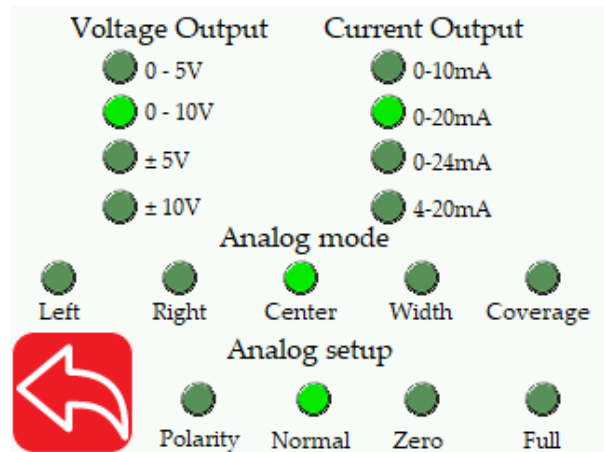 Voltage Output Current Output
0 - 5V 0-10mA
0 - 10V 0-20mA
± 5V 0-24mA
± 10V 4-20mA
Analog mode
Left Right Center Width Coverage
Analog setup
Polarity Normal Zero Full